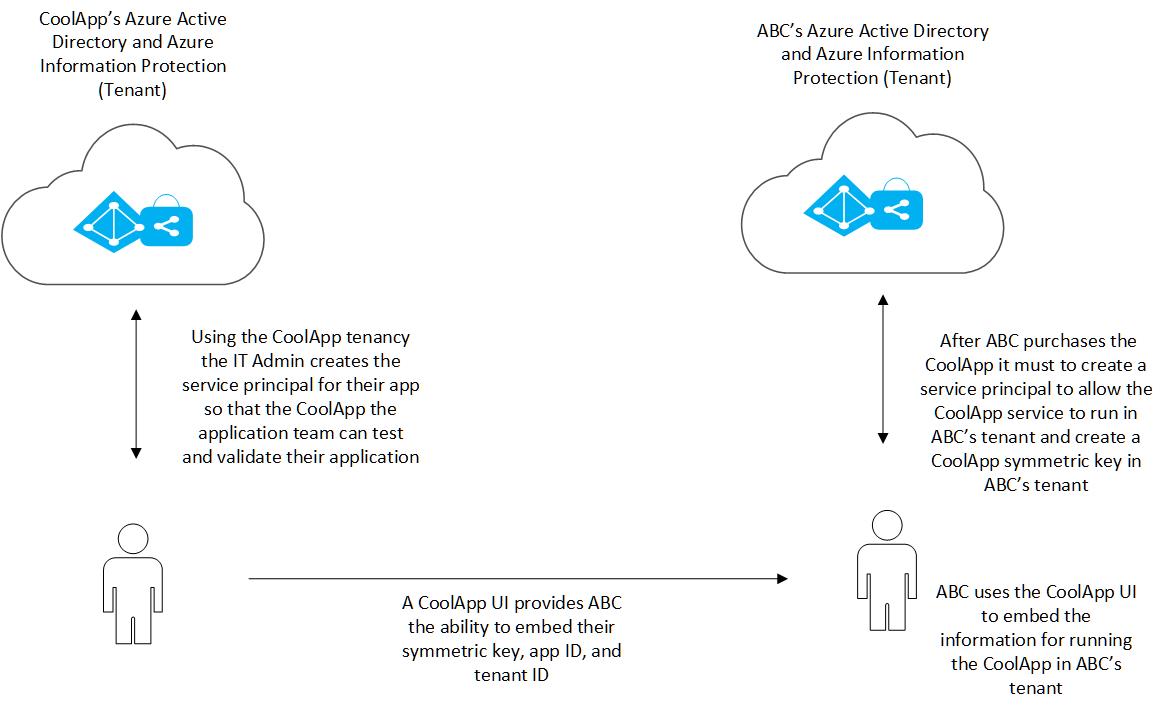 CoolApp's Azure Active
Directory and Azure
Information Protection
(Tenant)
ABC's Azure Active Directory
and Azure Information
Protection (Tenant)
Using the CoolApp tenancy
the IT Admin creates the
service principal for their app
so that the CoolApp the
application team can test
and validate their application
After ABC purchases the
CoolApp it must to create a
service principal to allow the
CoolApp service to run in
ABC's tenant and create a
CoolApp symmetric key in
ABC's tenant
A CoolApp UI provides ABC
the ability to embed their
symmetric key, app ID, and
tenant ID
ABC uses the CoolApp UI
to embed the
information for running
the CoolApp in ABC's
tenant